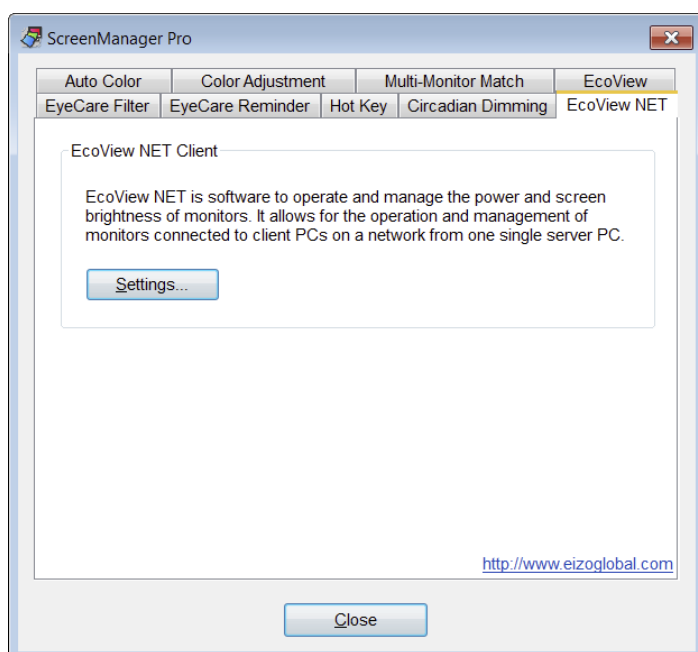 ScreenManager Pro
Auto Color Color Adjustment Multi-Monitor Match EcoView
EyeCare Filter EyeCare Reminder Hot Key Circadian Dimming EcoView NET
EcoView NET Client
EcoView NET is software to operate and manage the power and screen
brightness of monitors. It allows for the operation and management of
monitors connected to client PCs on a network from one single server PC.
Settings...
http://www.eizoglobal.com
Close